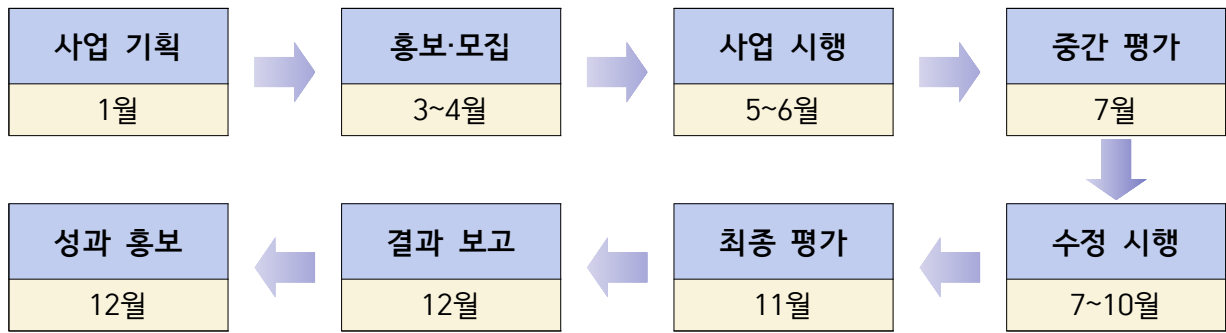 사업 기획
1월
홍보·모집
3~4월
사업 시행
5~6월
중간 평가
7월
수정 시행
7~10월
최종 평가
11월
결과 보고
12월
성과 홍보
12월